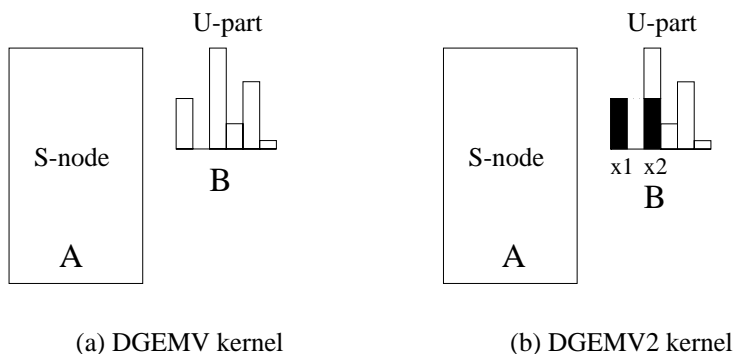 U-part
S-node
B
A
(a) DGEMV kernel
U-part
S-node
x1 x2
B
A
(b) DGEMV2 kernel